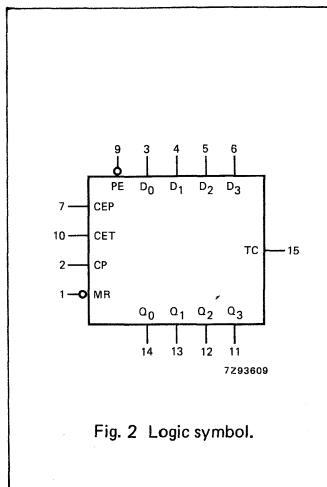 9 3 4 5 6
PE D0 D1 D2 D3
7 CEP
10 CET
TC 15
2 CP
1 MR
Q0 Q1 Q2 Q3
14 13 12 11
7Z93609
Fig. 2 Logic symbol.